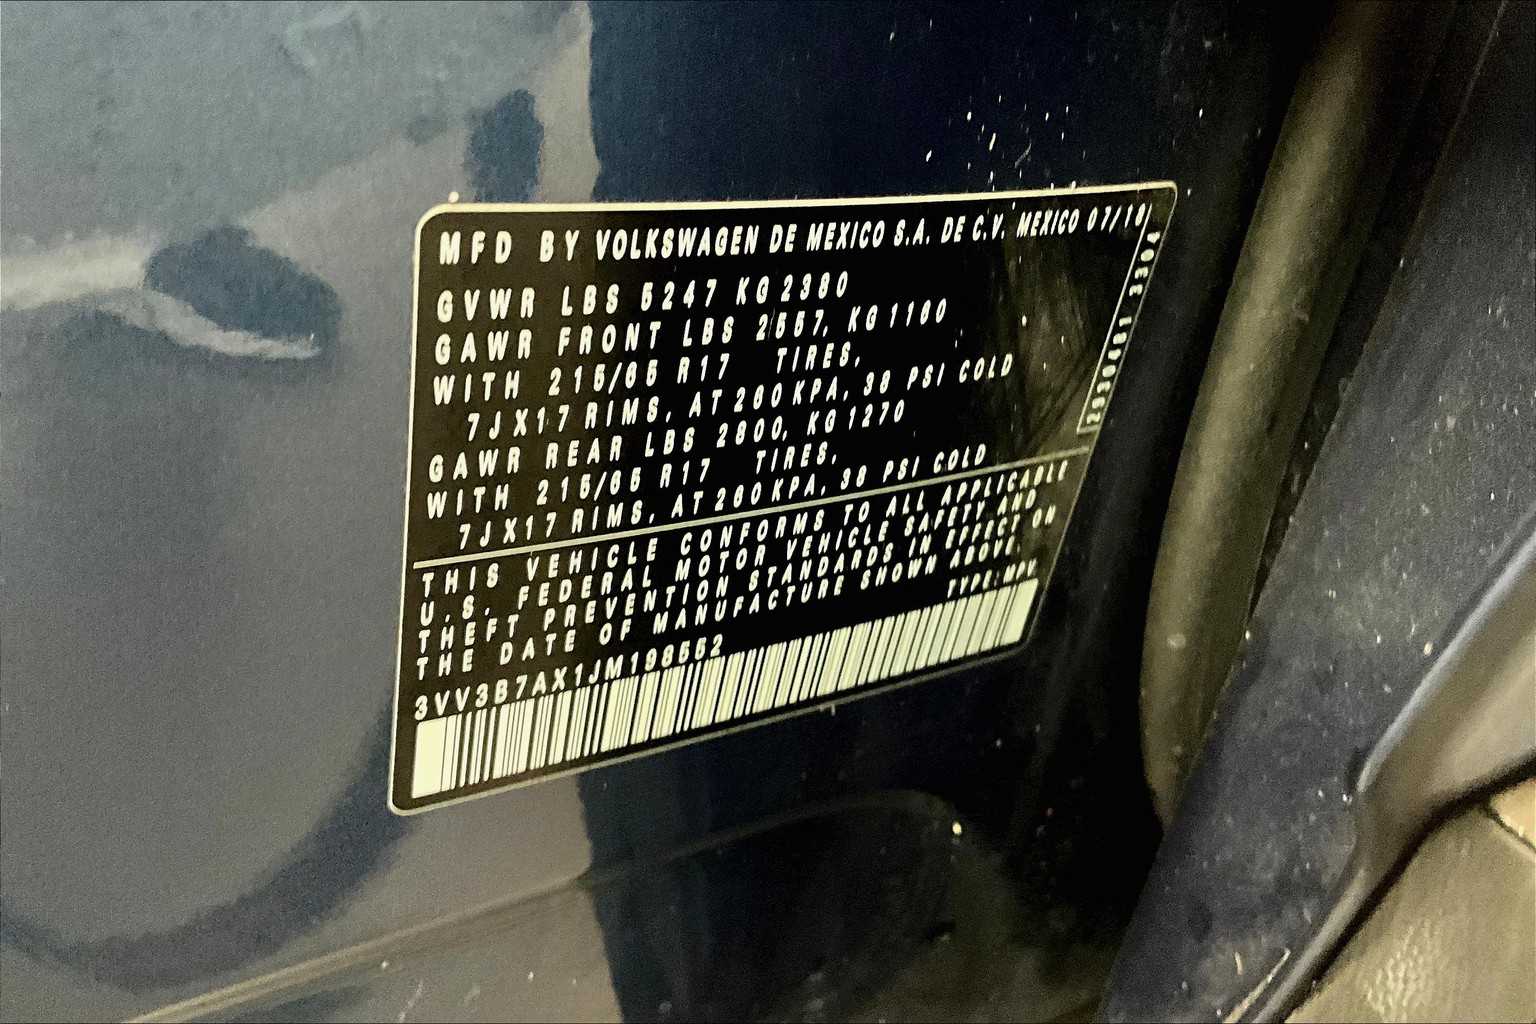 MFD BY VOLKSWAGEN DE MEXICO S.A. DE C.V. MEXICO 07/18
GVWR LBS 5247 KG 2380
GAWR FRONT LBS 2557, KG 1160
WITH 215/65 R17 TIRES,
7JX17 RIMS, AT 260 KPA, 38 PSI COLD
GAWR REAR LBS 2800, KG 1270
WITH 215/65 R17 TIRES,
7JX17 RIMS, AT 260 KPA, 38 PSI COLD
THIS VEHICLE CONFORMS TO ALL APPLICABLE
U.S. FEDERAL MOTOR VEHICLE SAFETY AND
THEFT PREVENTION STANDARDS IN EFFECT ON
THE DATE OF MANUFACTURE SHOWN ABOVE.
TYPE: MPV
3VV3B7AX1JM198552